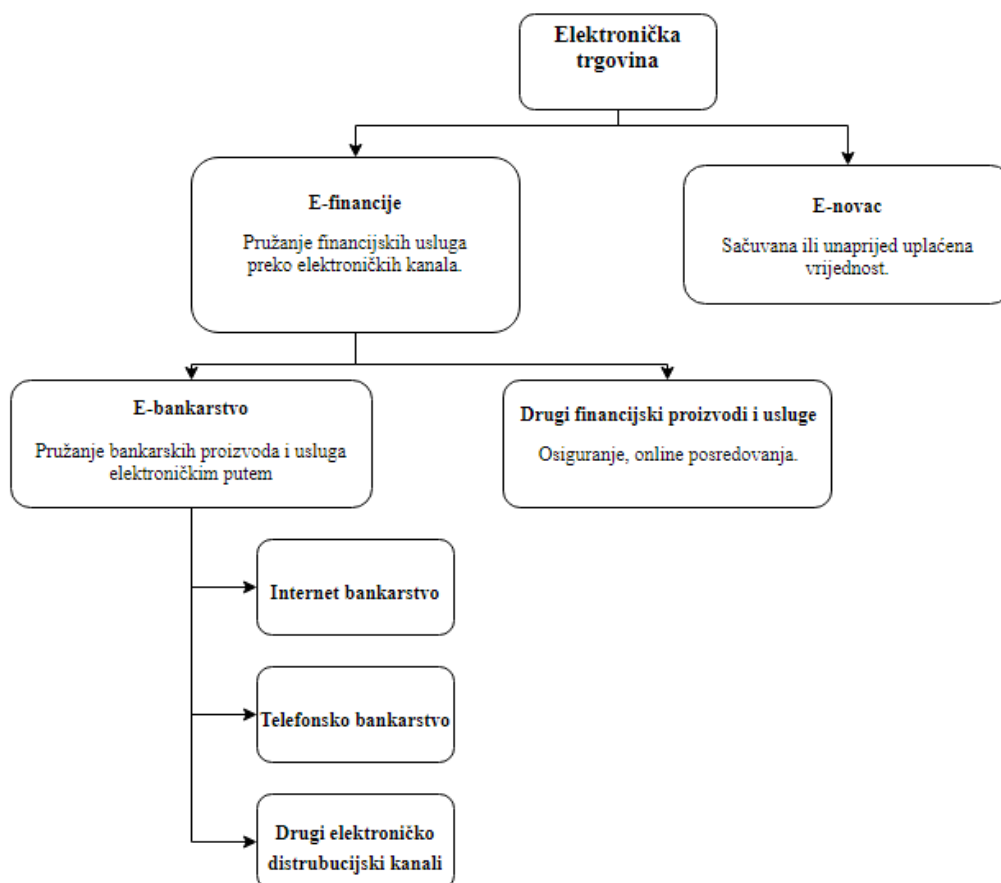 Elektronička
trgovina
E-financije
Pružanje financijskih usluga
preko elektroničkih kanala.
E-novac
Sačuvana ili unaprijed uplaćena
vrijednost.
E-bankarstvo
Pružanje bankarskih proizvoda i usluga
elektroničkim putem
Drugi financijski proizvodi i usluge
Osiguranje, online posredovanja.
Internet bankarstvo
Telefonsko bankarstvo
Drugi elektroničko
distrubucijski kanali